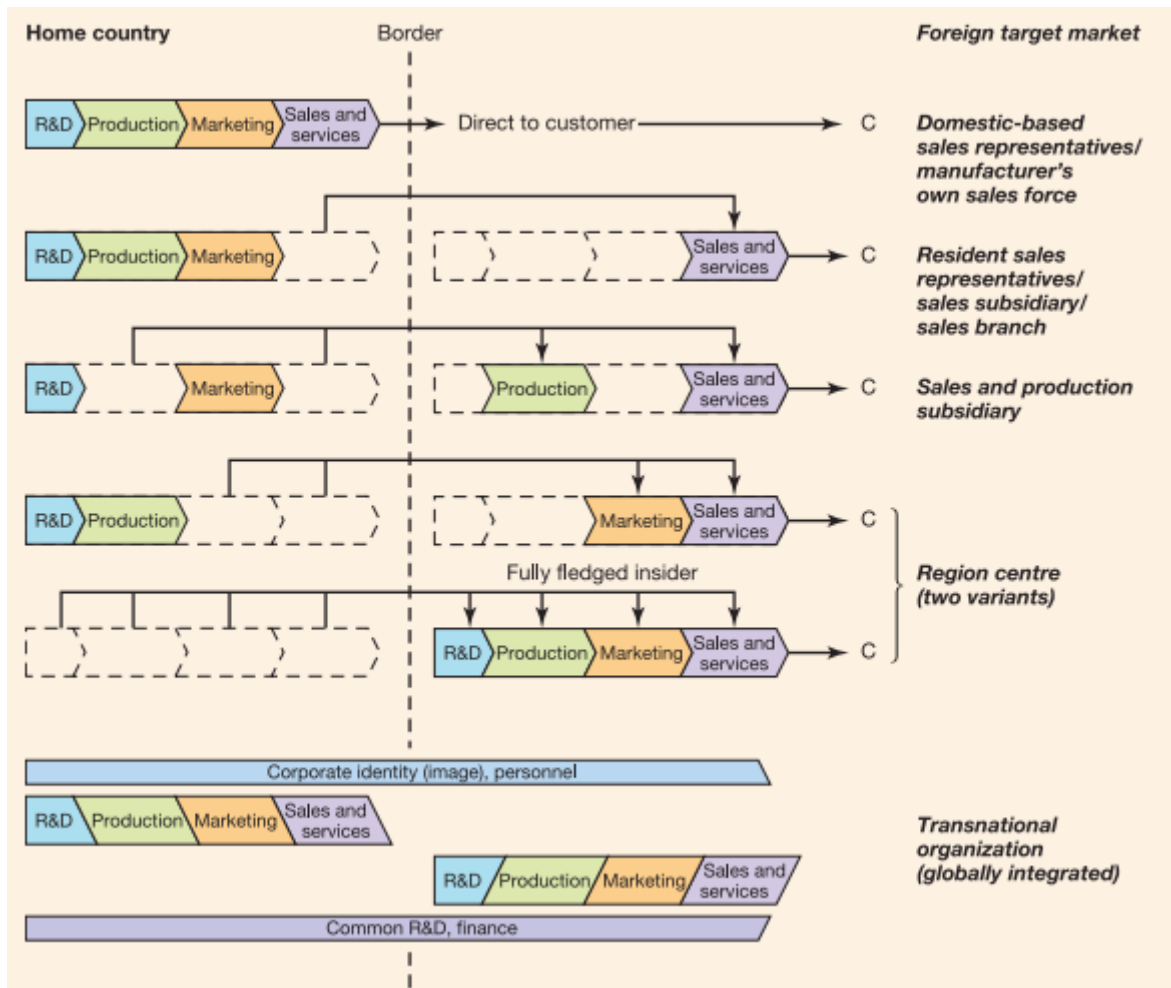 Home country
Border
Foreign target market
R&D
Production
Marketing
Sales and
services
Direct to customer
C
Domestic-based
sales representatives/
manufacturer's
own sales force
R&D
Production
Marketing
Sales and
services
C
Resident sales
representatives/
sales subsidiary/
sales branch
R&D
Marketing
Production
Sales and
services
C
Sales and production
subsidiary
R&D
Production
Marketing
Sales and
services
C
Region centre
(two variants)
Fully fledged insider
R&D
Production
Marketing
Sales and
services
C
Corporate identity (image), personnel
R&D
Production
Marketing
Sales and
services
R&D
Production
Marketing
Sales and
services
Transnational
organization
(globally integrated)
Common R&D, finance